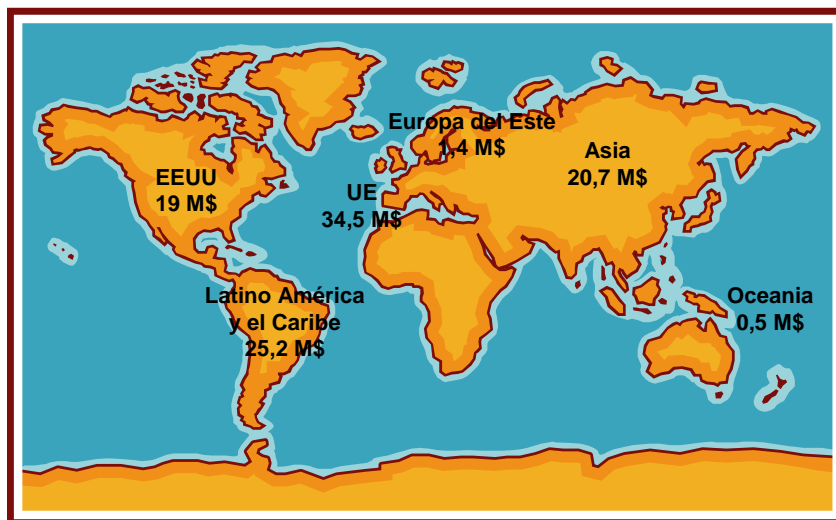 Europa del Este
1,4 M$
Asia
20,7 M$
EEUU
19 M$
UE
34,5 M$
Latino América
y el Caribe
25,2 M$
Oceania
0,5 M$